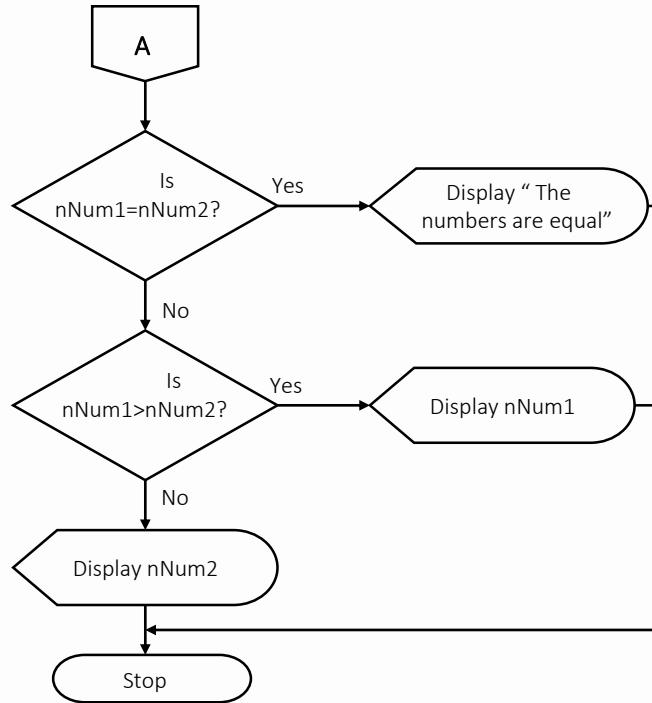 A
Is
nNum1=nNum2?
Yes
Display “ The
numbers are equal”
No
Is
nNum1>nNum2?
Yes
Display nNum1
No
Display nNum2
Stop